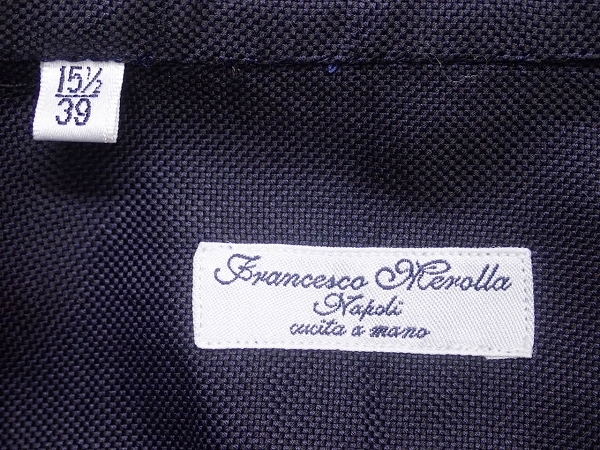 15½
39
Francesco Merolla
Napoli
cucita a mano